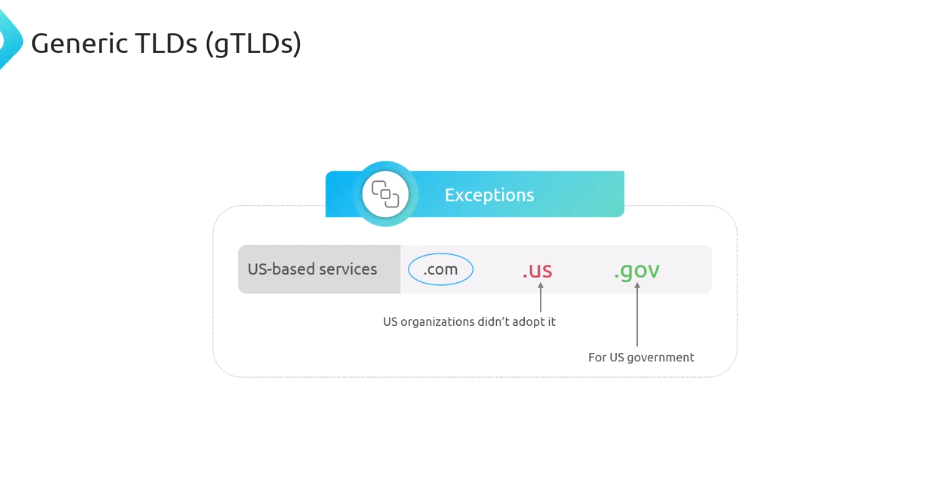 Generic TLDs (gTLDs)
Exceptions
US-based services .com .us .gov
US organizations didn't adopt it
For US government